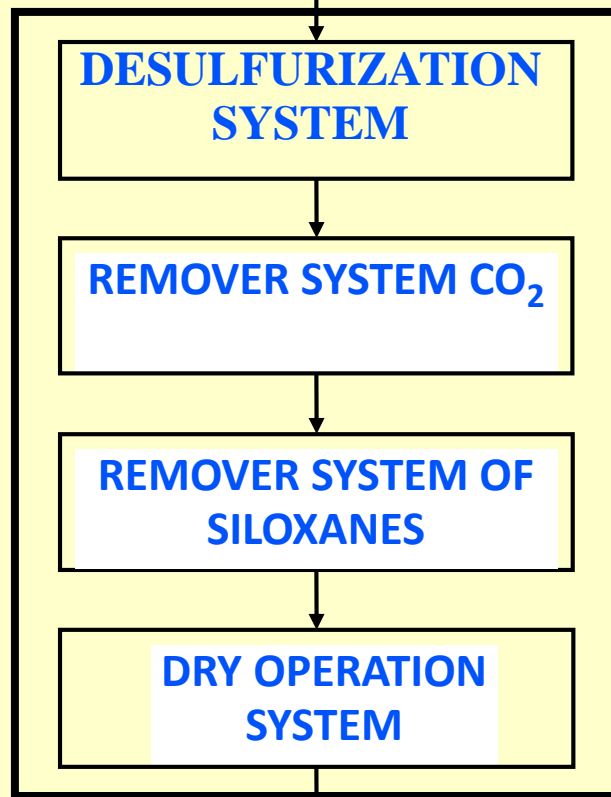 DESULFURIZATION
SYSTEM
REMOVER SYSTEM CO₂
REMOVER SYSTEM OF
SILOXANES
DRY OPERATION
SYSTEM